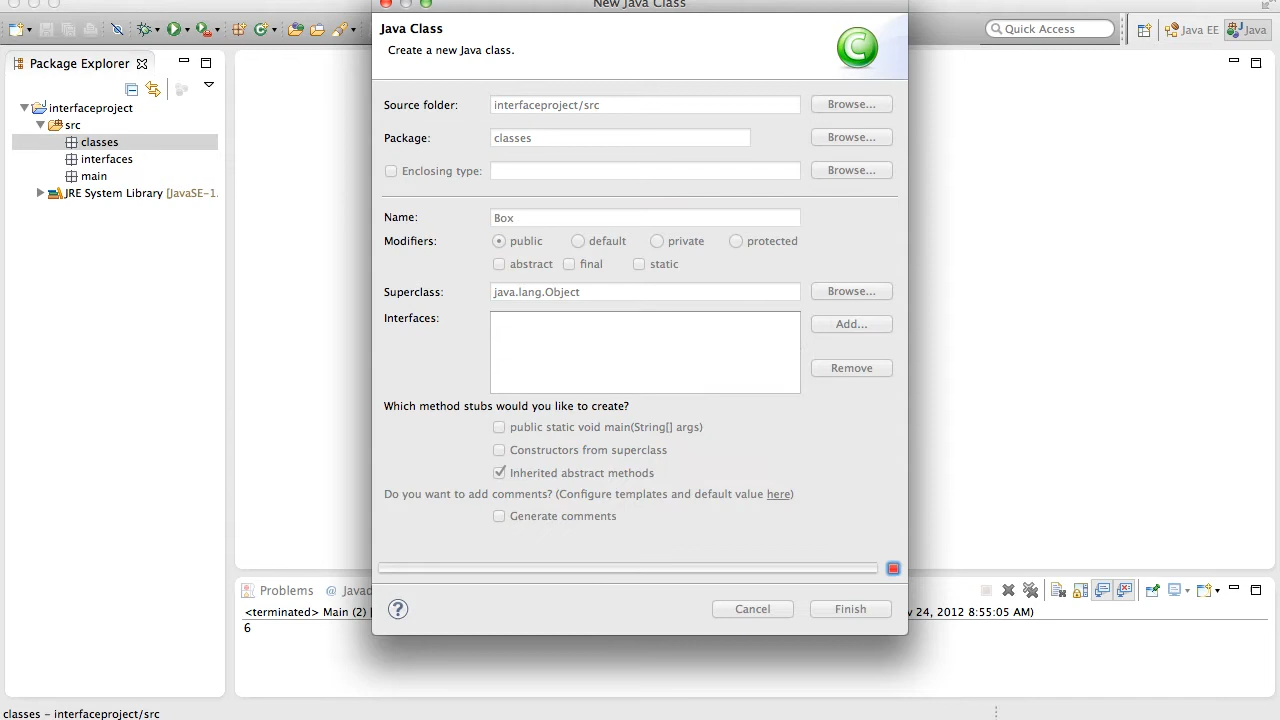 New Java Class
Java Class
Create a new Java class.
Quick Access
Java EE
Java
Package Explorer
interfaceproject
src
classes
interfaces
main
JRE System Library [JavaSE-1.
Source folder: interfaceproject/src Browse...
Package: classes Browse...
Enclosing type: Browse...
Name: Box
Modifiers: public default private protected
abstract final static
Superclass: java.lang.Object Browse...
Interfaces: Add...
Remove
Which method stubs would you like to create?
public static void main(String[] args)
Constructors from superclass
Inherited abstract methods
Do you want to add comments? (Configure templates and default value here)
Generate comments
Cancel Finish
Problems @ Javad
<terminated> Main (2) [ v 24, 2012 8:55:05 AM)
6
classes - interfaceproject/src